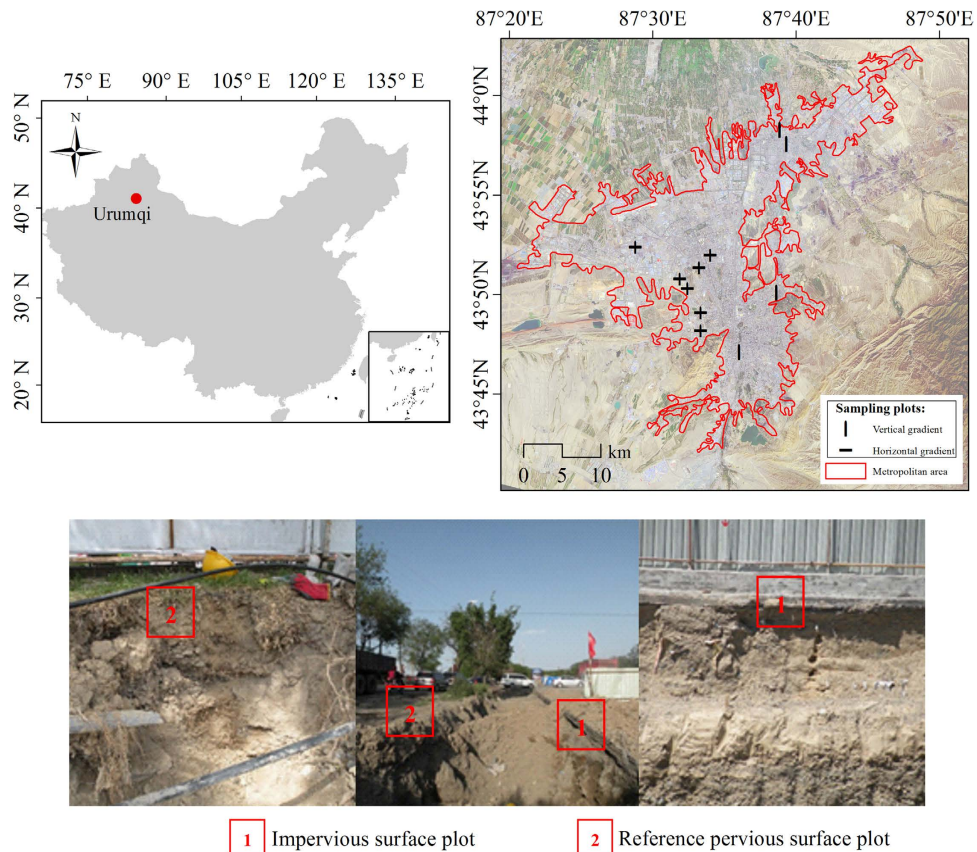 75° E 90° E 105° E 120° E 135° E
50° N
40° N
30° N
20° N
N
Urumqi
87°20'E 87°30'E 87°40'E 87°50'E
44°0'N
43°55'N
43°50'N
43°45'N
0 5 10 km
Sampling plots:
Vertical gradient
Horizontal gradient
Metropolitan area
2
2
1
1
1 Impervious surface plot
2 Reference pervious surface plot